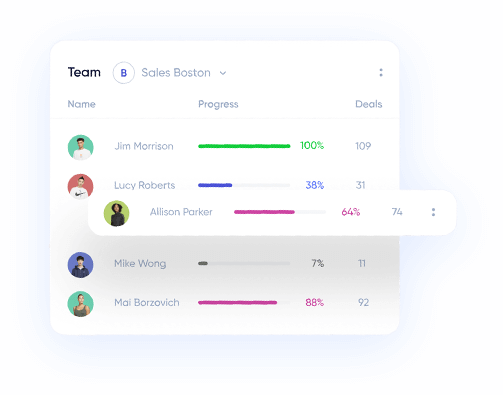 Team B Sales Boston
Name Progress Deals
Jim Morrison 100% 109
Lucy Roberts 38% 31
Allison Parker 64% 74
Mike Wong 7% 11
Mai Borzovich 88% 92